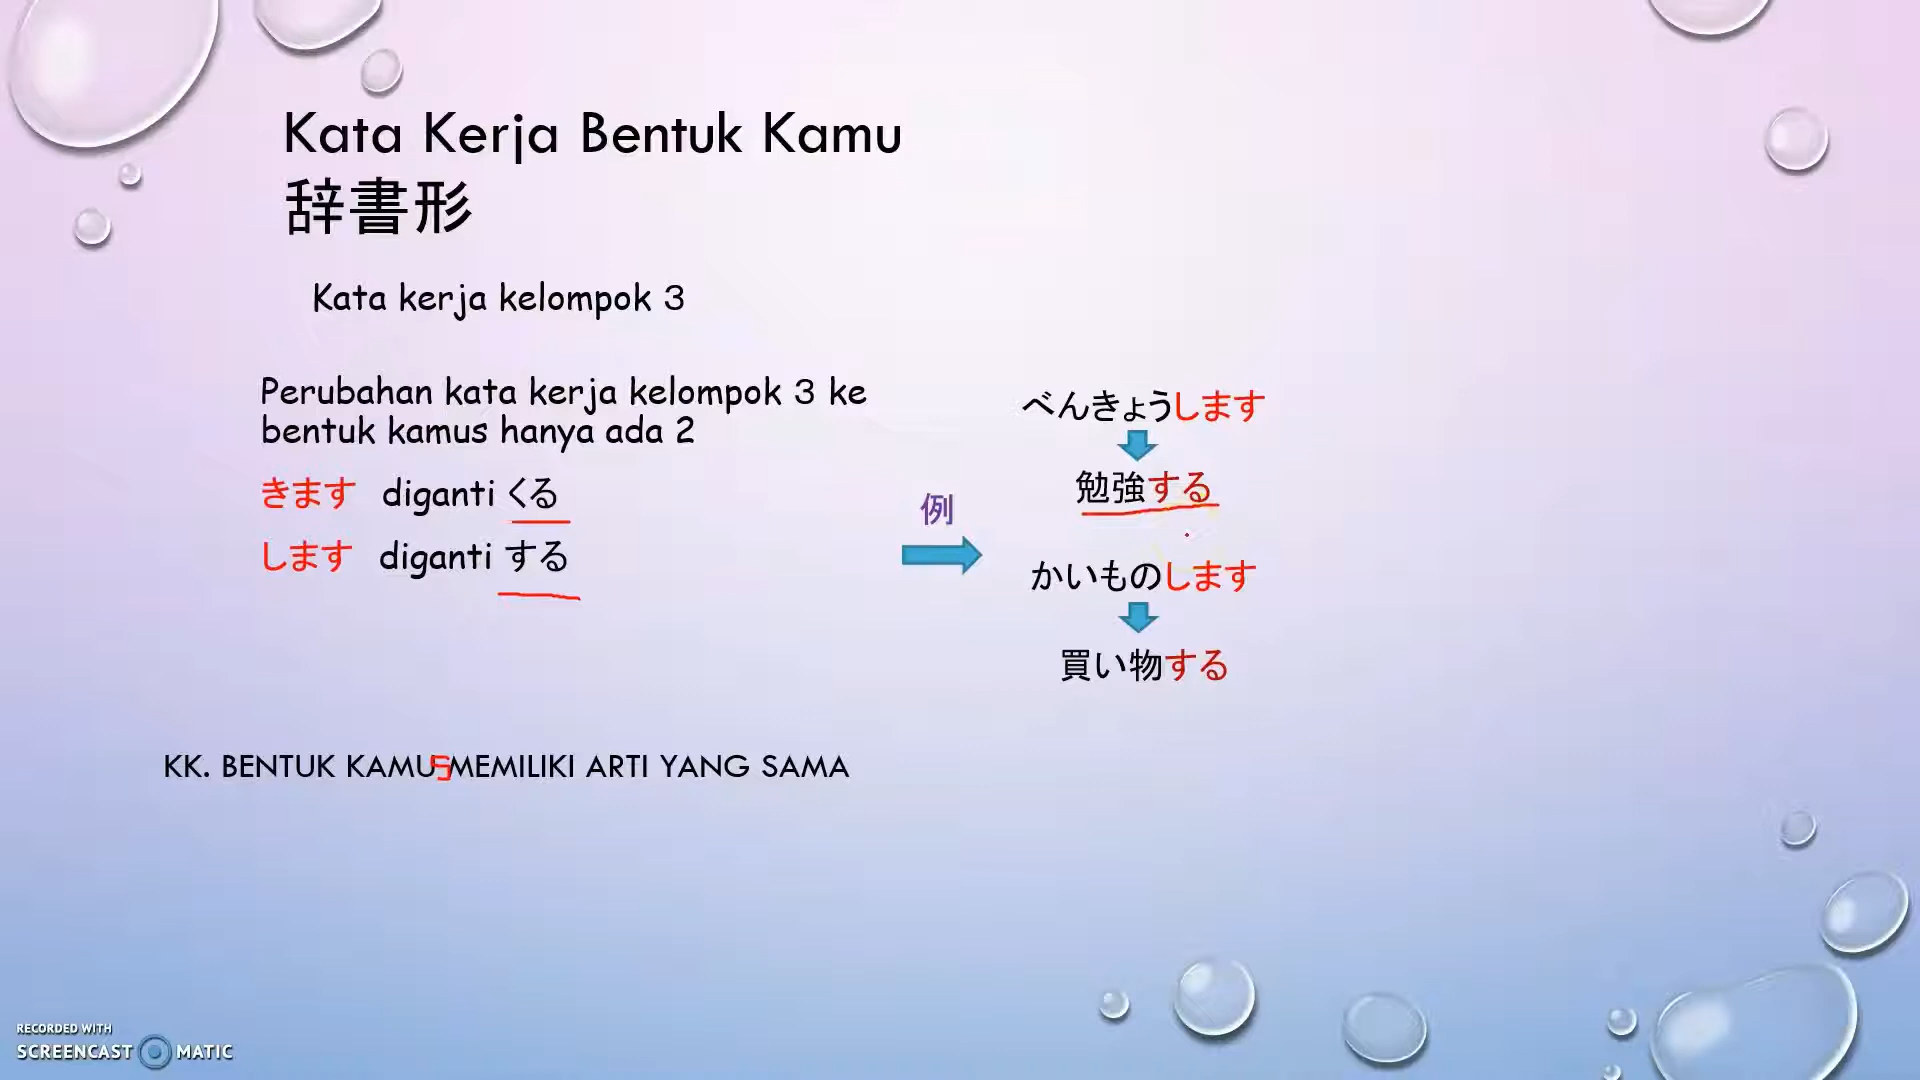 Kata Kerja Bentuk Kamu
辞書形
Kata kerja kelompok 3
Perubahan kata kerja kelompok 3 ke
bentuk kamus hanya ada 2
きます diganti くる
します diganti する
例
べんきょうします
勉強する
かいものします
買い物する
KK. BENTUK KAMUS MEMILIKI ARTI YANG SAMA
RECORDED WITH
SCREENCAST MATIC